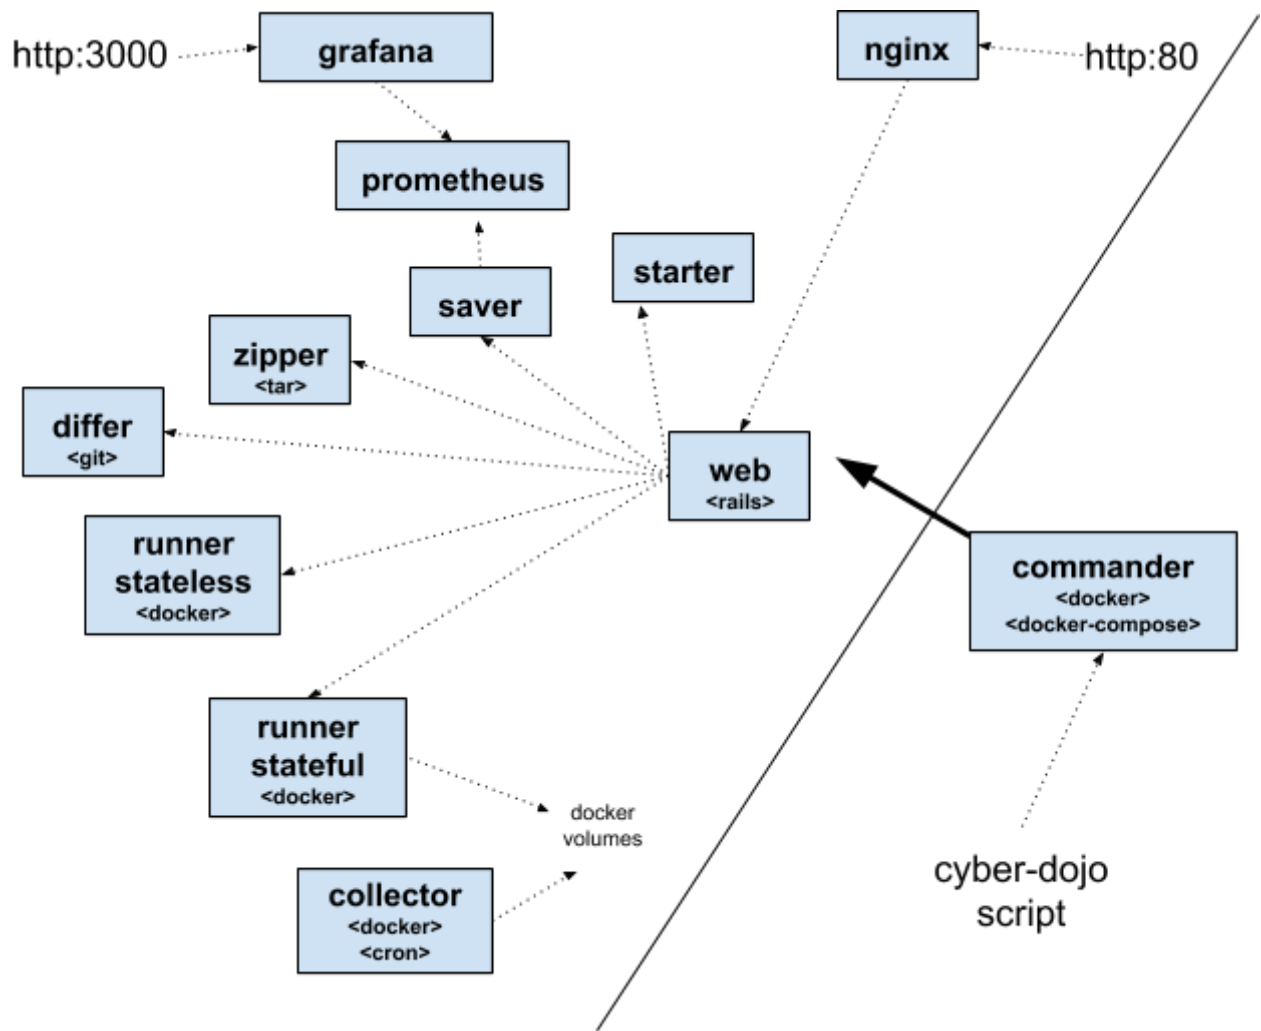 http:3000
grafana
nginx
http:80
prometheus
starter
saver
zipper
<tar>
differ
<git>
web
<rails>
runner
stateless
<docker>
commander
<docker>
<docker-compose>
runner
stateful
<docker>
docker
volumes
collector
<docker>
<cron>
cyber-dojo
script